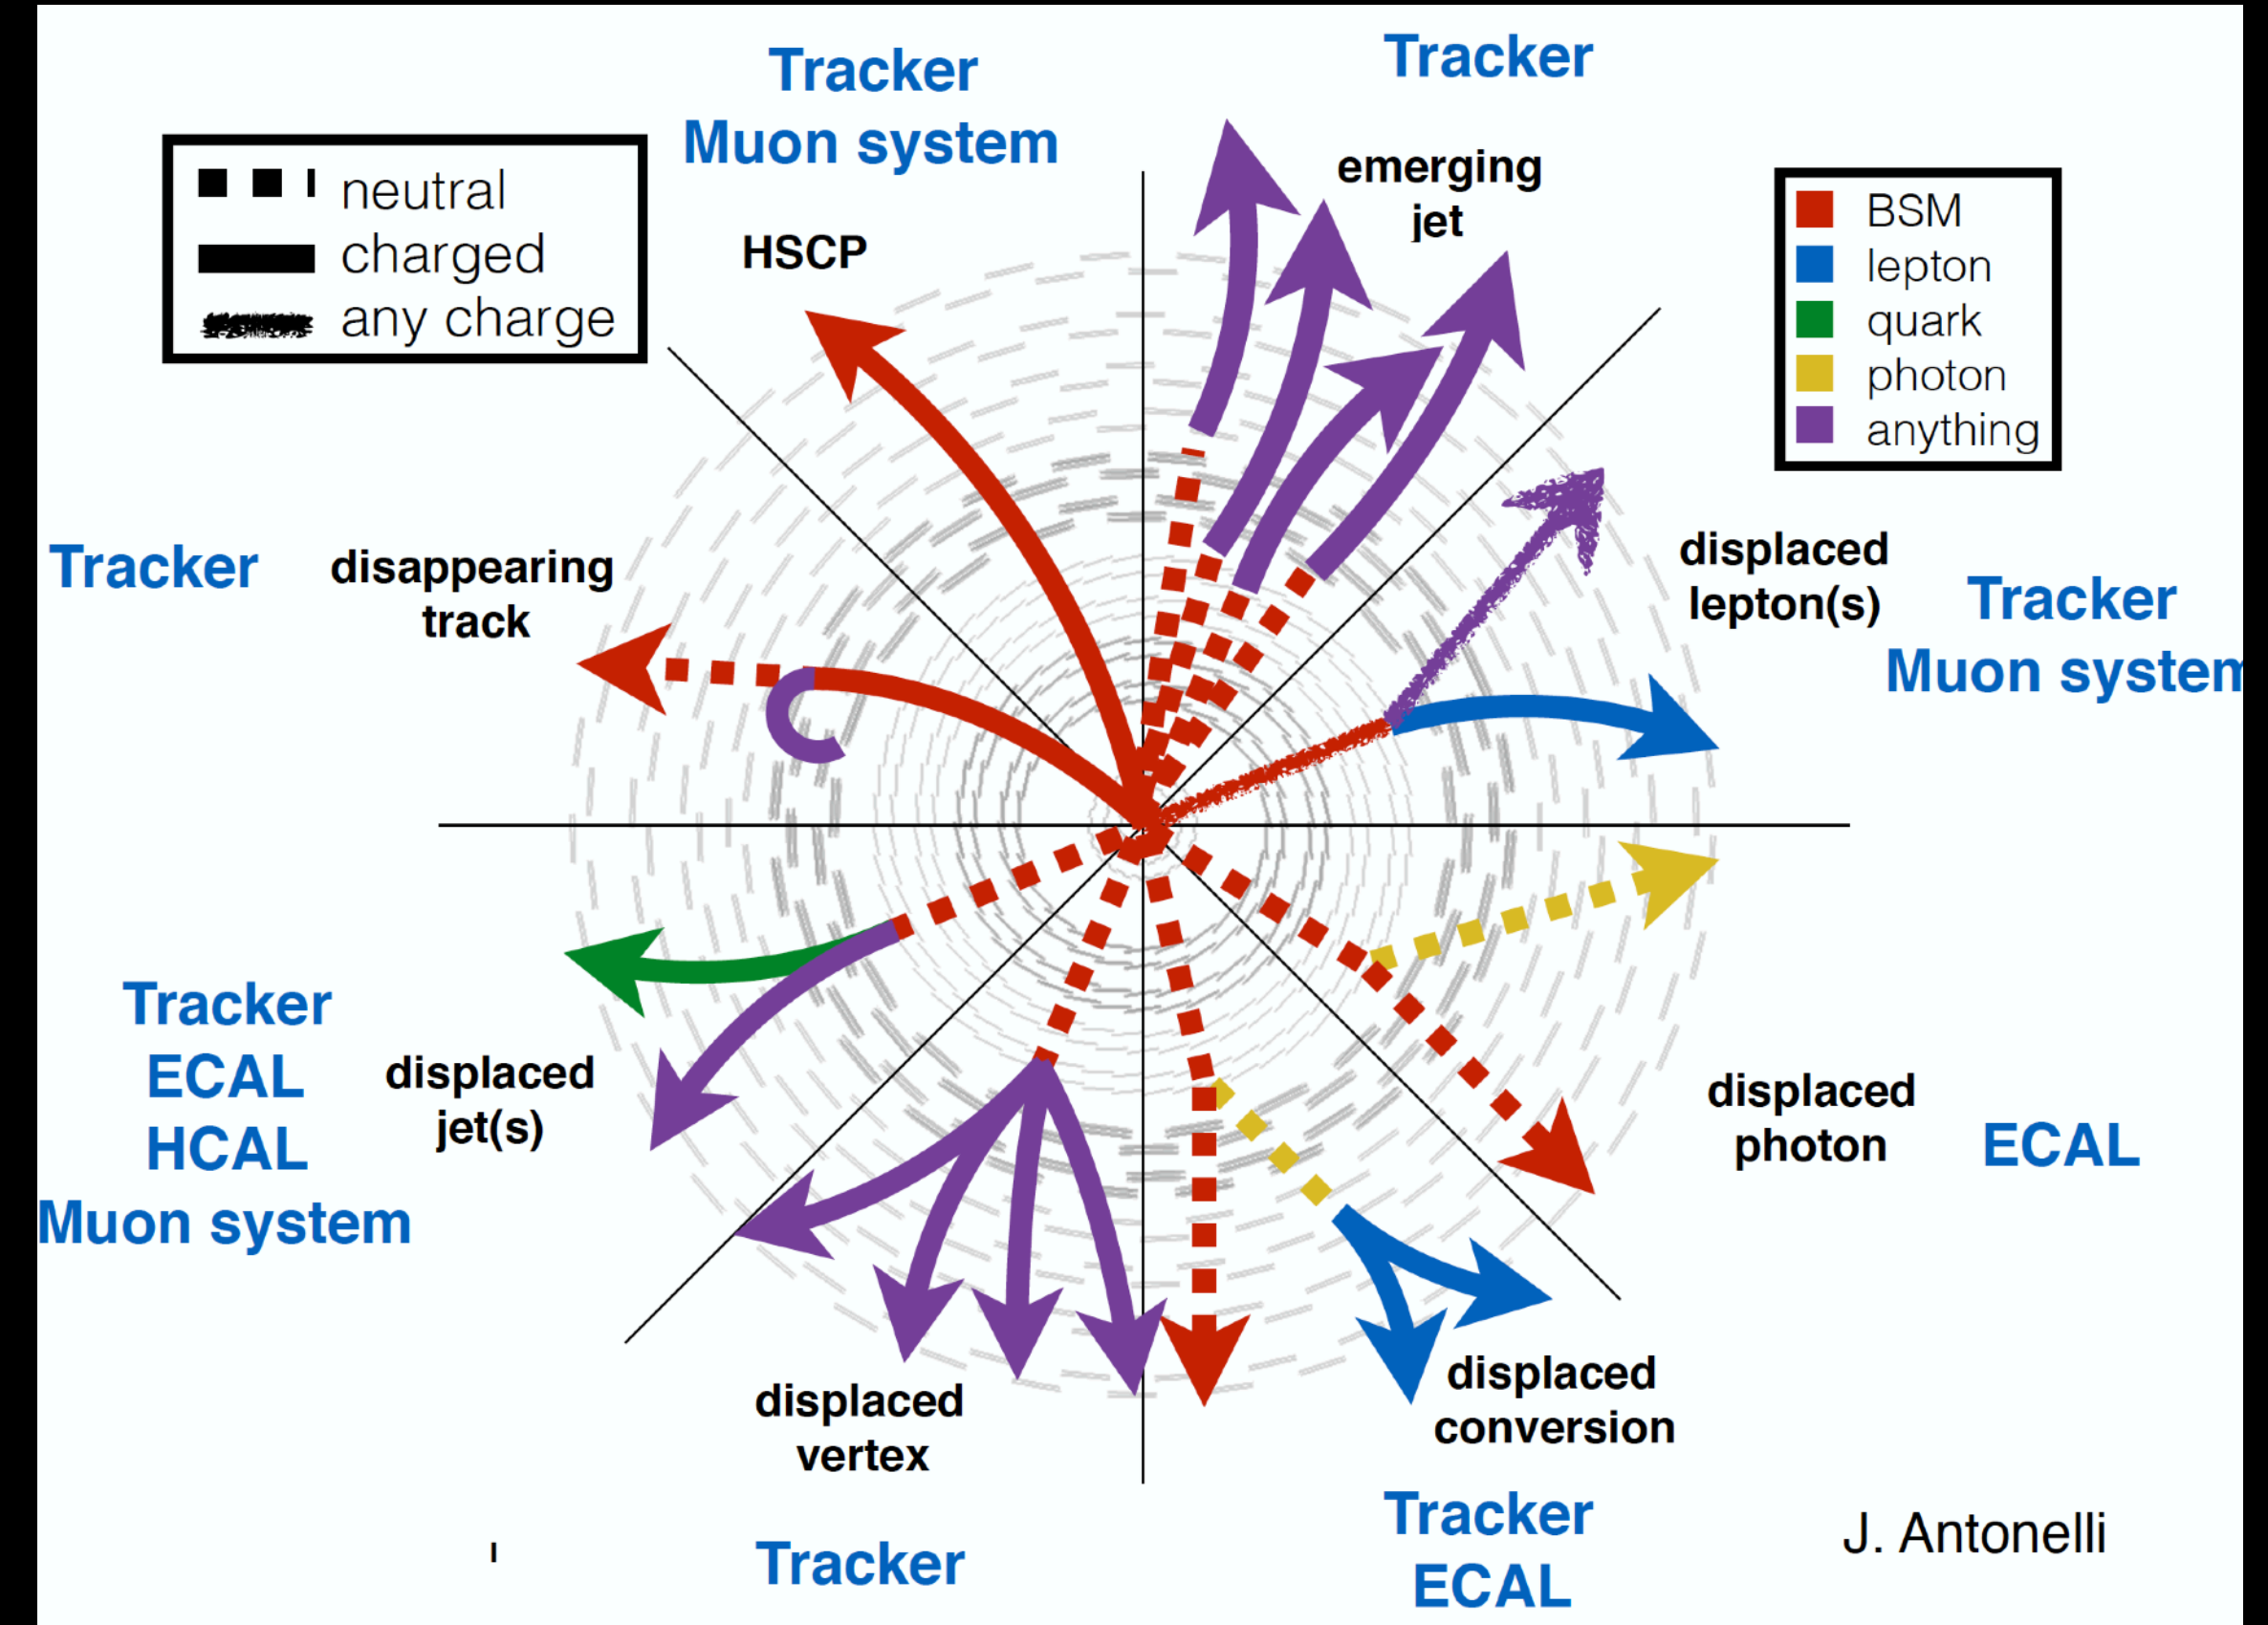 Tracker
Muon system
Tracker
neutral
charged
any charge
HSCP
emerging
jet
BSM
lepton
quark
photon
anything
Tracker
disappearing
track
displaced
lepton(s)
Tracker
Muon system
Tracker
ECAL
HCAL
Muon system
displaced
jet(s)
displaced
photon
ECAL
displaced
vertex
Tracker
displaced
conversion
Tracker
ECAL
J. Antonelli